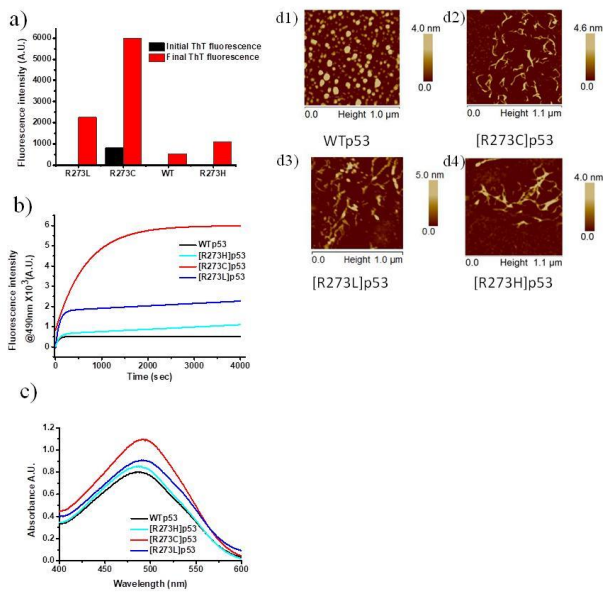 a)
Fluorescence intensity (A.U.)
6000
5000
4000
3000
2000
1000
0
Initial ThT fluorescence
Final ThT fluorescence
R273L
R273C
WT
R273H
b)
Fluorescence intensity
@490nm X10³(A.U.)
6
5
4
3
2
1
0
WTp53
[R273H]p53
[R273C]p53
[R273L]p53
0
1000
2000
3000
4000
Time (sec)
c)
Absorbance A.U.
1.2
1.0
0.8
0.6
0.4
0.2
0.0
WTp53
[R273H]p53
[R273C]p53
[R273L]p53
400
450
500
550
600
Wavelength (nm)
d1)
4.0 nm
0.0
0.0 Height 1.0 µm
WTp53
d2)
4.6 nm
0.0
0.0 Height 1.1 µm
[R273C]p53
d3)
5.0 nm
0.0
0.0 Height 1.1 µm
[R273L]p53
d4)
4.0 nm
0.0
0.0 Height 1.1 µm
[R273H]p53